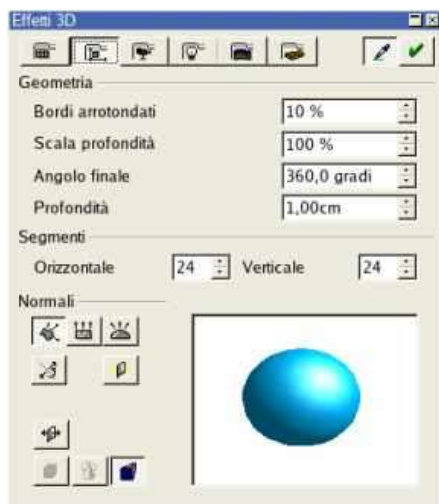 Effetti 3D
Geometria
Bordi arrotondati 10 %
Scala profondità 100 %
Angolo finale 360,0 gradi
Profondità 1,00cm
Segmenti
Orizzontale 24 Verticale 24
Normali